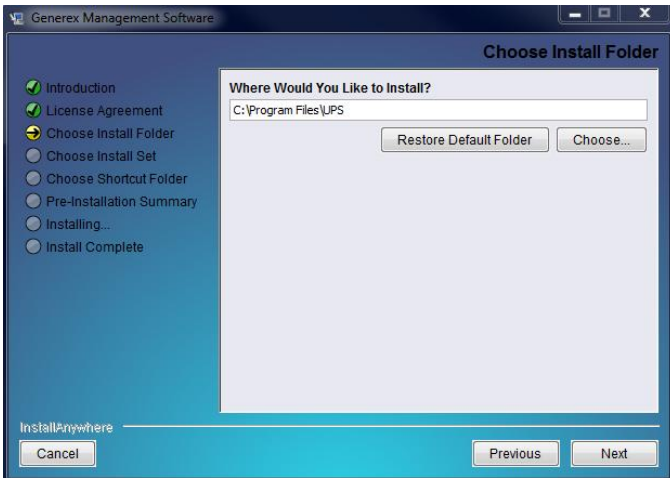 Generex Management Software
Choose Install Folder
Introduction
License Agreement
Choose Install Folder
Choose Install Set
Choose Shortcut Folder
Pre-Installation Summary
Installing...
Install Complete
Where Would You Like to Install?
C:\Program Files\UPS
Restore Default Folder Choose...
InstallAnywhere
Cancel Previous Next